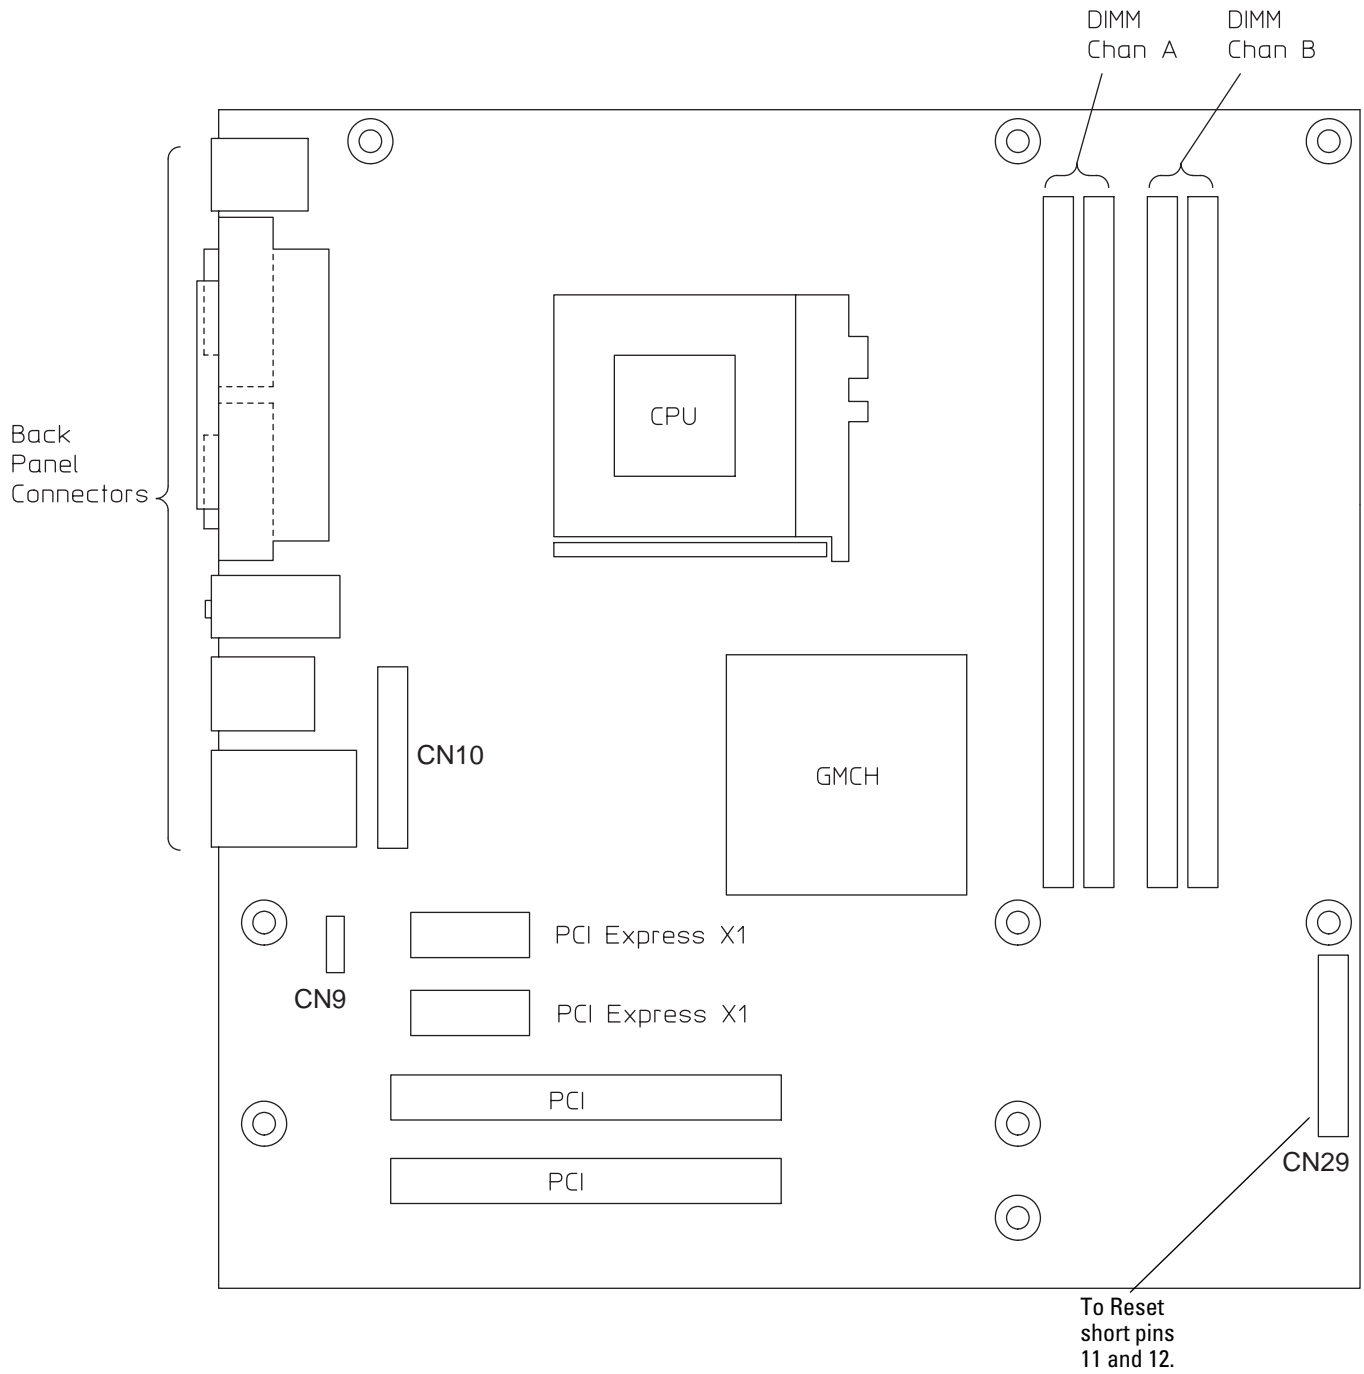 DIMM
Chan A
DIMM
Chan B
CPU
Back
Panel
Connectors
CN10
GMCH
PCI Express X1
CN9
PCI Express X1
PCI
CN29
PCI
To Reset
short pins
11 and 12.